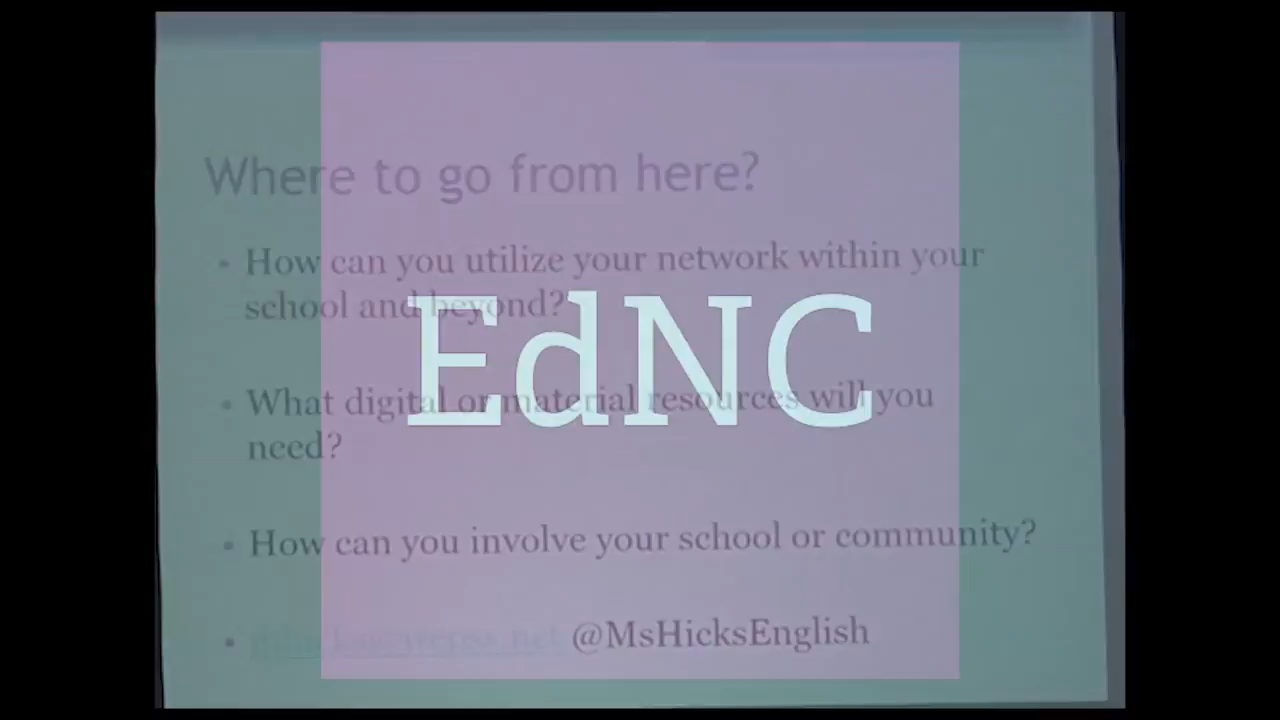 Where to go from here?
• How can you utilize your network within your
school and beyond?
EdNC
• What digital or material resources will you
need?
• How can you involve your school or community?
• @MsHicksEnglish